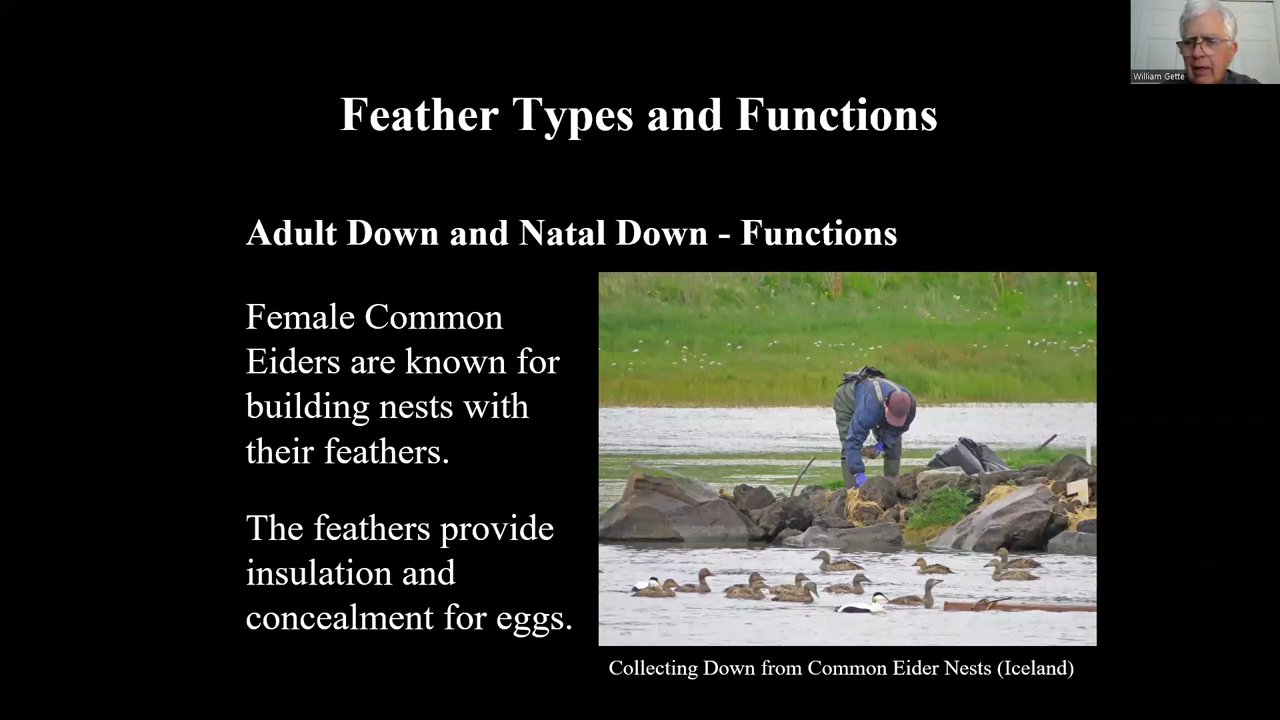 William Gette
Feather Types and Functions
Adult Down and Natal Down - Functions
Female Common
Eiders are known for
building nests with
their feathers.
The feathers provide
insulation and
concealment for eggs.
Collecting Down from Common Eider Nests (Iceland)